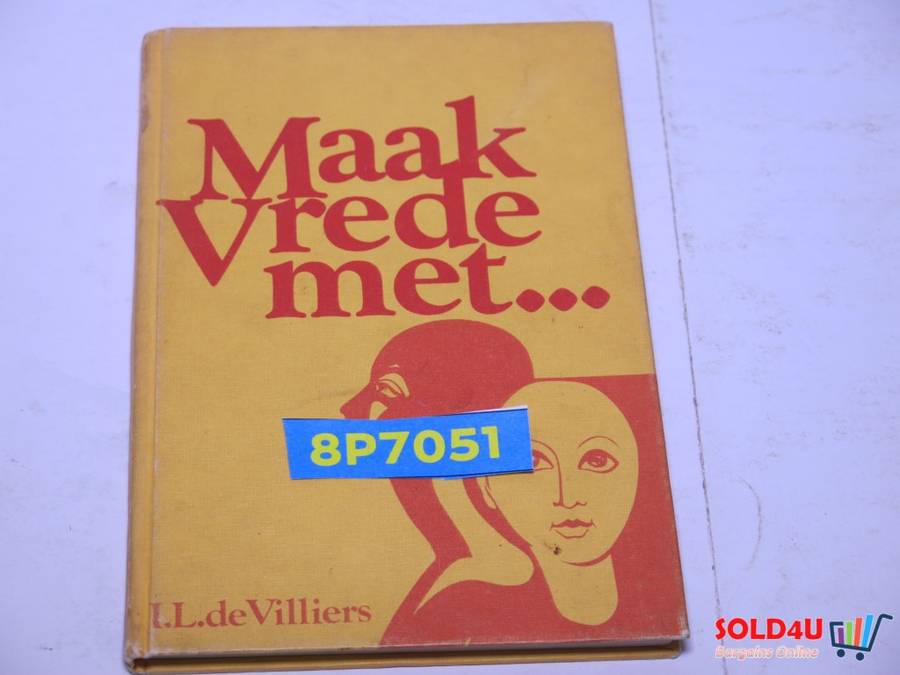 Maak
Vrede
met...
8P7051
I.L.deVilliers
SOLD4U
Bargains Online